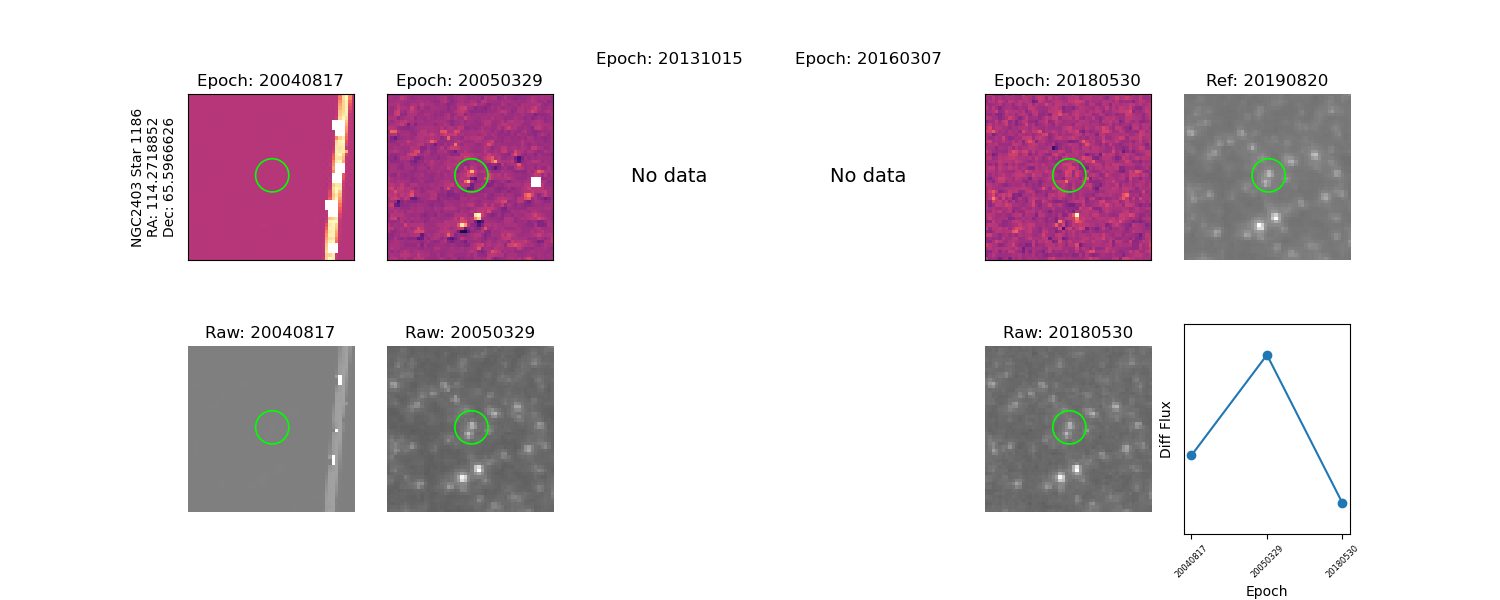 Epoch: 20131015
Epoch: 20160307
Epoch: 20040817
Epoch: 20050329
Epoch: 20180530
Ref: 20190820
NGC2403 Star 1186
RA: 114.2718852
Dec: 65.5966626
No data
No data
Raw: 20040817
Raw: 20050329
Raw: 20180530
Diff Flux
20040817
20050329
20180530
Epoch